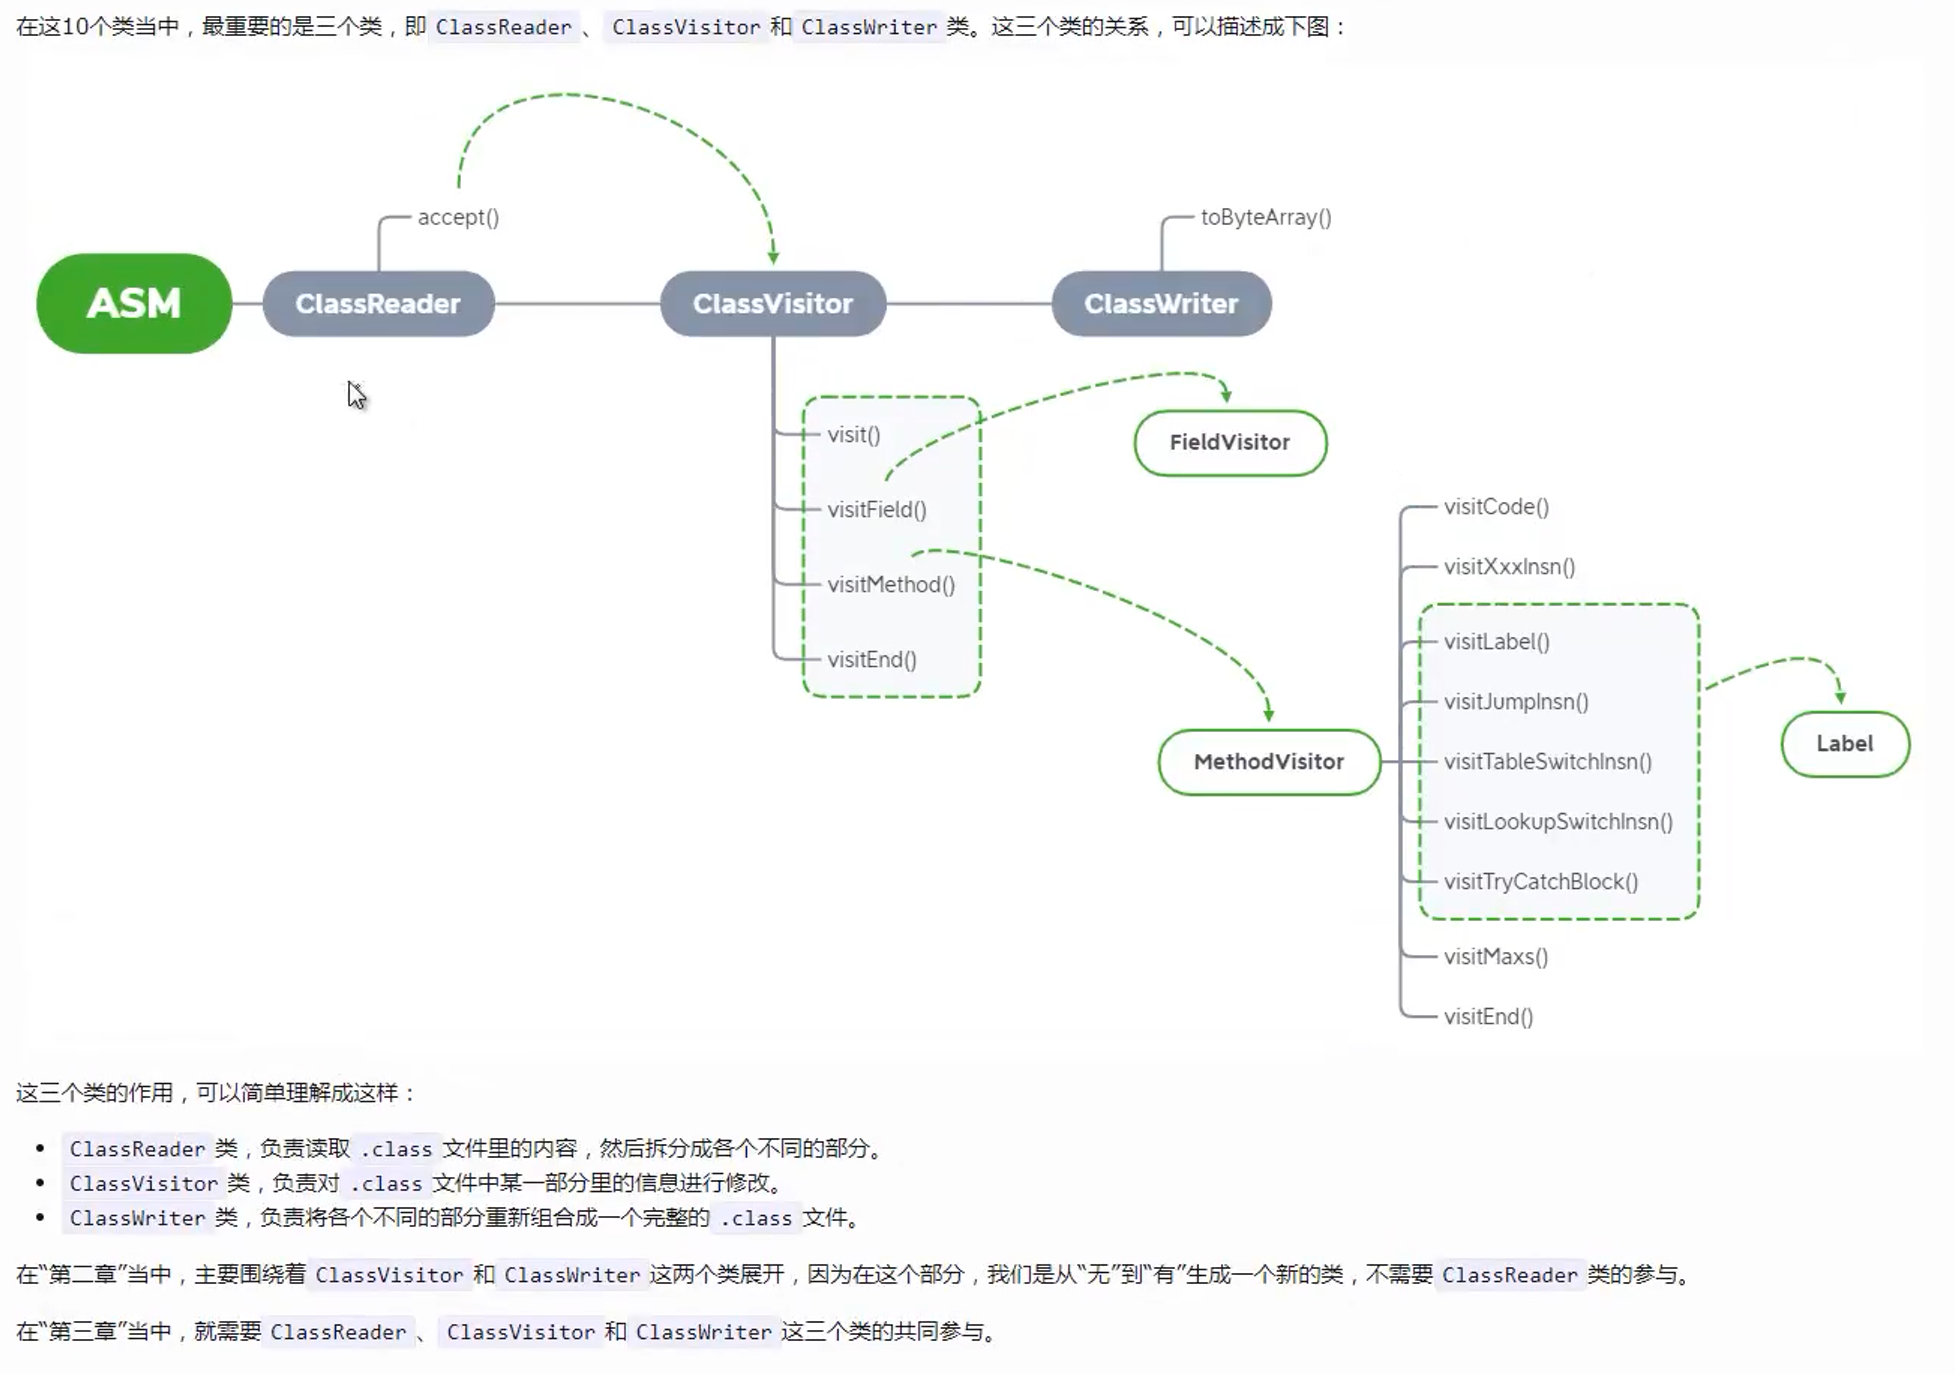 在这10个类当中，最重要的是三个类，即 ClassReader 、 ClassVisitor 和 ClassWriter 类。这三个类的关系，可以描述成下图：
accept()
toByteArray()
ASM
ClassReader
ClassVisitor
ClassWriter
visit()
visitField()
visitMethod()
visitEnd()
FieldVisitor
MethodVisitor
visitCode()
visitXxxInsn()
visitLabel()
visitJumpInsn()
visitTableSwitchInsn()
visitLookupSwitchInsn()
visitTryCatchBlock()
visitMaxs()
visitEnd()
Label
这三个类的作用，可以简单理解成这样：
• ClassReader 类，负责读取 .class 文件里的内容，然后拆分成各个不同的部分。
• ClassVisitor 类，负责对 .class 文件中某一部分里的信息进行修改。
• ClassWriter 类，负责将各个不同的部分重新组合成一个完整的 .class 文件。
在“第二章”当中，主要围绕着 ClassVisitor 和 ClassWriter 这两个类展开，因为在这个部分，我们是从“无”到“有”生成一个新的类，不需要 ClassReader 类的参与。
在“第三章”当中，就需要 ClassReader 、 ClassVisitor 和 ClassWriter 这三个类的共同参与。